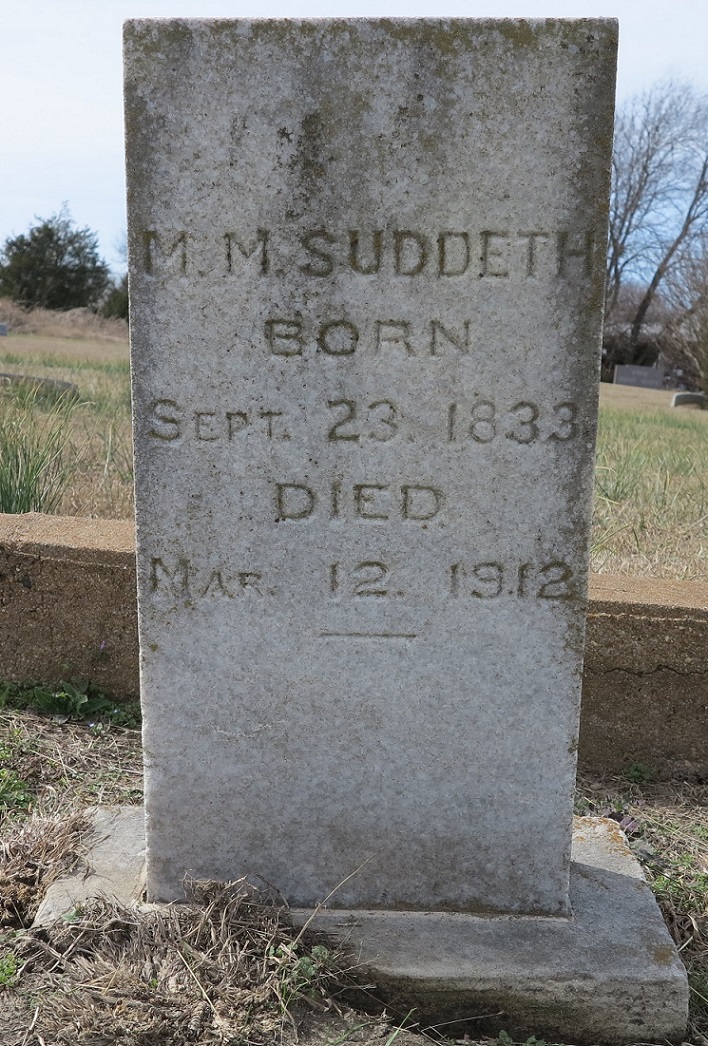 M. M. SUDDETH
BORN
SEPT. 23. 1833.
DIED
MAR. 12. 1912.